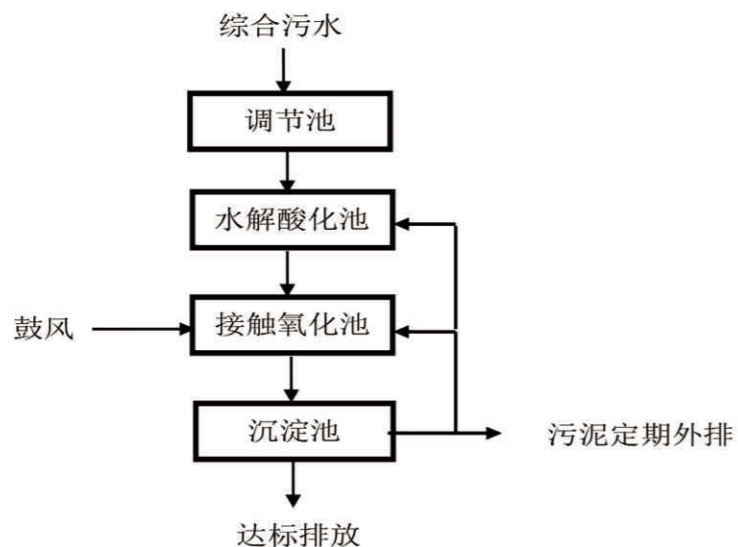 综合污水
调节池
水解酸化池
鼓风
接触氧化池
沉淀池
污泥定期外排
达标排放